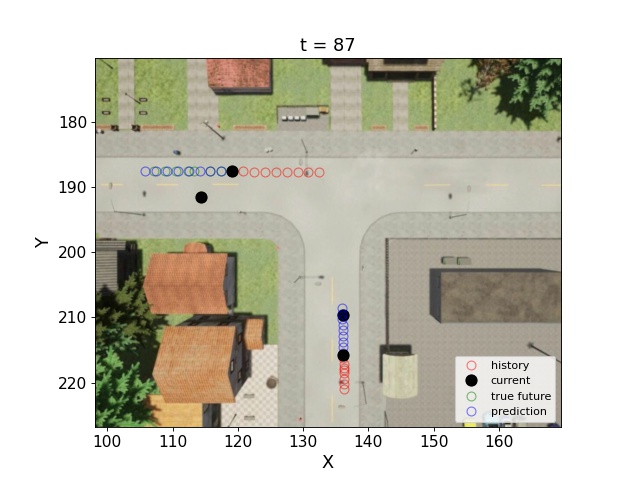 t = 87
180
190
200
210
220
Y
100
110
120
130
140
150
160
X
history
current
true future
prediction